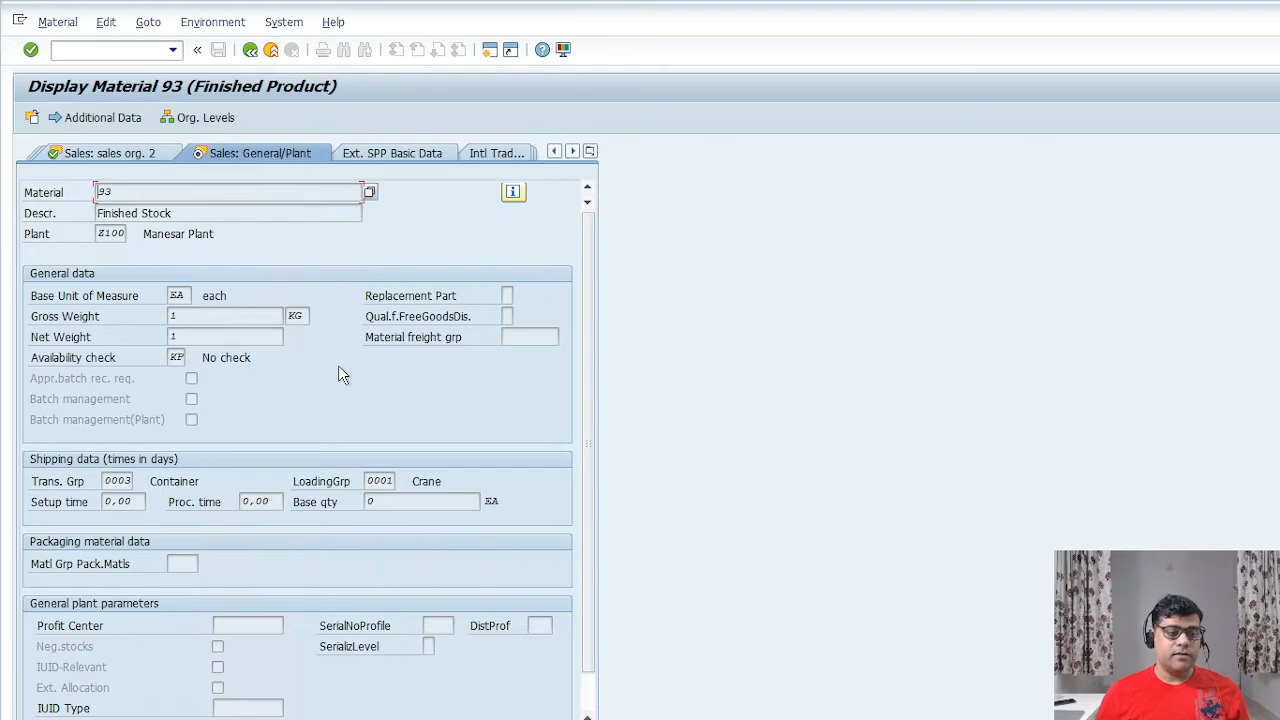 Material Edit Goto Environment System Help
Display Material 93 (Finished Product)
Additional Data Org. Levels
Sales: sales org. 2 Sales: General/Plant Ext. SPP Basic Data Intl Trad...
Material 93
Descr. Finished Stock
Plant Z100 Manesar Plant
General data
Base Unit of Measure EA each Replacement Part
Gross Weight 1 KG Qual.f.FreeGoodsDis.
Net Weight 1 Material freight grp
Availability check KP No check
Appr.batch rec. req.
Batch management
Batch management(Plant)
Shipping data (times in days)
Trans. Grp 0003 Container LoadingGrp 0001 Crane
Setup time 0,00 Proc. time 0,00 Base qty 0 EA
Packaging material data
Matl Grp Pack.Matls
General plant parameters
Profit Center SerialNoProfile DistProf
Neg.stocks SerializLevel
IUID-Relevant
Ext. Allocation
IUID Type